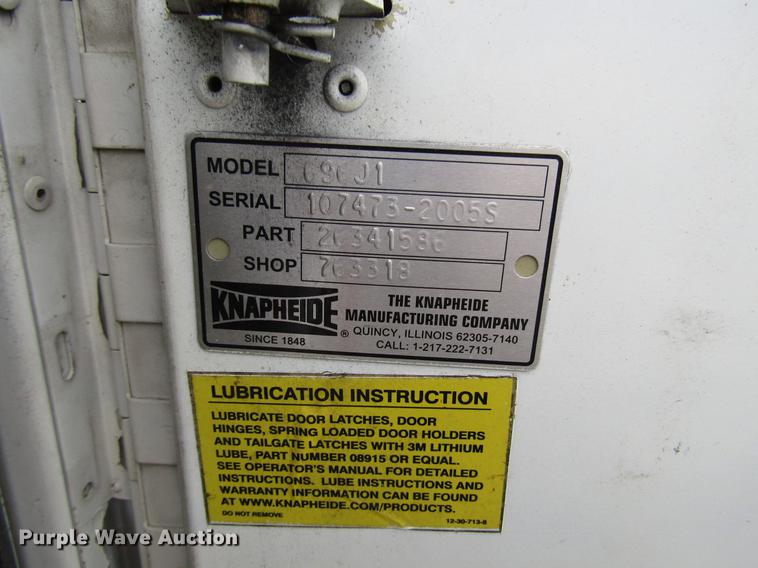 MODEL 696J1
SERIAL 107473-2005S
PART 20341586
SHOP 763318
KNAPHEIDE
SINCE 1848
®
THE KNAPHEIDE
MANUFACTURING COMPANY
QUINCY, ILLINOIS 62305-7140
CALL: 1-217-222-7131
LUBRICATION INSTRUCTION
LUBRICATE DOOR LATCHES, DOOR
HINGES, SPRING LOADED DOOR HOLDERS
AND TAILGATE LATCHES WITH 3M LITHIUM
LUBE, PART NUMBER 08915 OR EQUAL.
SEE OPERATOR'S MANUAL FOR DETAILED
INSTRUCTIONS. LUBE INSTRUCTIONS AND
WARRANTY INFORMATION CAN BE FOUND
AT WWW.KNAPHEIDE.COM/PRODUCTS.
DO NOT REMOVE 12-30-713-8
Purple Wave Auction